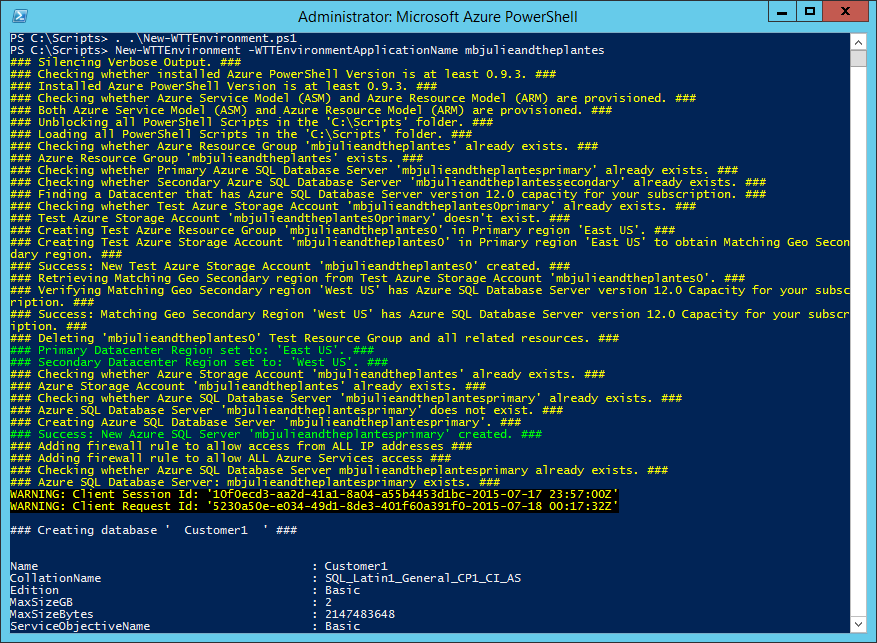 Administrator: Microsoft Azure PowerShell
PS C:\Scripts> . .\New-WTTEnvironment.ps1
PS C:\Scripts> New-WTTEnvironment -WTTEnvironmentApplicationName mbjulieandtheplantes
### Silencing Verbose Output. ###
### Checking whether installed Azure PowerShell Version is at least 0.9.3. ###
### Installed Azure PowerShell Version is at least 0.9.3. ###
### Checking whether Azure Service Model (ASM) and Azure Resource Model (ARM) are provisioned. ###
### Both Azure Service Model (ASM) and Azure Resource Model (ARM) are provisioned. ###
### Unblocking all PowerShell Scripts in the 'C:\Scripts' folder. ###
### Loading all PowerShell Scripts in the 'C:\Scripts' folder. ###
### Checking whether Azure Resource Group 'mbjulieandtheplantes' already exists. ###
### Azure Resource Group 'mbjulieandtheplantes' exists. ###
### Checking whether Primary Azure SQL Database Server 'mbjulieandtheplantesprimary' already exists. ###
### Checking whether Secondary Azure SQL Database Server 'mbjulieandtheplantessecondary' already exists. ###
### Finding a Datacenter that has Azure SQL Database Server version 12.0 capacity for your subscription. ###
### Checking whether Test Azure Storage Account 'mbjulieandtheplantes0primary' already exists. ###
### Test Azure Storage Account 'mbjulieandtheplantes0primary' doesn't exist. ###
### Creating Test Azure Resource Group 'mbjulieandtheplantes0' in Primary region 'East US'. ###
### Creating Test Azure Storage Account 'mbjulieandtheplantes0' in Primary region 'East US' to obtain Matching Geo Secon
dary region. ###
### Success: New Test Azure Storage Account 'mbjulieandtheplantes0' created. ###
### Retrieving Matching Geo Secondary region from Test Azure Storage Account 'mbjulieandtheplantes0'. ###
### Verifying Matching Geo Secondary region 'West US' has Azure SQL Database Server version 12.0 Capacity for your subsc
ription. ###
### Success: Matching Geo Secondary Region 'West US' has Azure SQL Database Server version 12.0 Capacity for your subscr
iption. ###
### Deleting 'mbjulieandtheplantes0' Test Resource Group and all related resources. ###
### Primary Datacenter Region set to: 'East US'. ###
### Secondary Datacenter Region set to: 'West US'. ###
### Checking whether Azure Storage Account 'mbjulieandtheplantes' already exists. ###
### Azure Storage Account 'mbjulieandtheplantes' already exists. ###
### Checking whether Azure SQL Database Server 'mbjulieandtheplantesprimary' already exists. ###
### Azure SQL Database Server 'mbjulieandtheplantesprimary' does not exist. ###
### Creating Azure SQL Database Server 'mbjulieandtheplantesprimary'. ###
### Success: New Azure SQL Server 'mbjulieandtheplantesprimary' created. ###
### Adding firewall rule to allow access from ALL IP addresses ###
### Adding firewall rule to allow ALL Azure Services access ###
### Checking whether Azure SQL Database Server mbjulieandtheplantesprimary already exists. ###
### Azure SQL Database Server: mbjulieandtheplantesprimary exists. ###
WARNING: Client Session Id: '10f0ecd3-aa2d-41a1-8a04-a55b4453d1bc-2015-07-17 23:57:00Z'
WARNING: Client Request Id: '5230a50e-e034-49d1-8de3-401f60a391f0-2015-07-18 00:17:32Z'
### Creating database '  Customer1  ' ###
Name : Customer1
CollationName : SQL_Latin1_General_CP1_CI_AS
Edition : Basic
MaxSizeGB : 2
MaxSizeBytes : 2147483648
ServiceObjectiveName : Basic